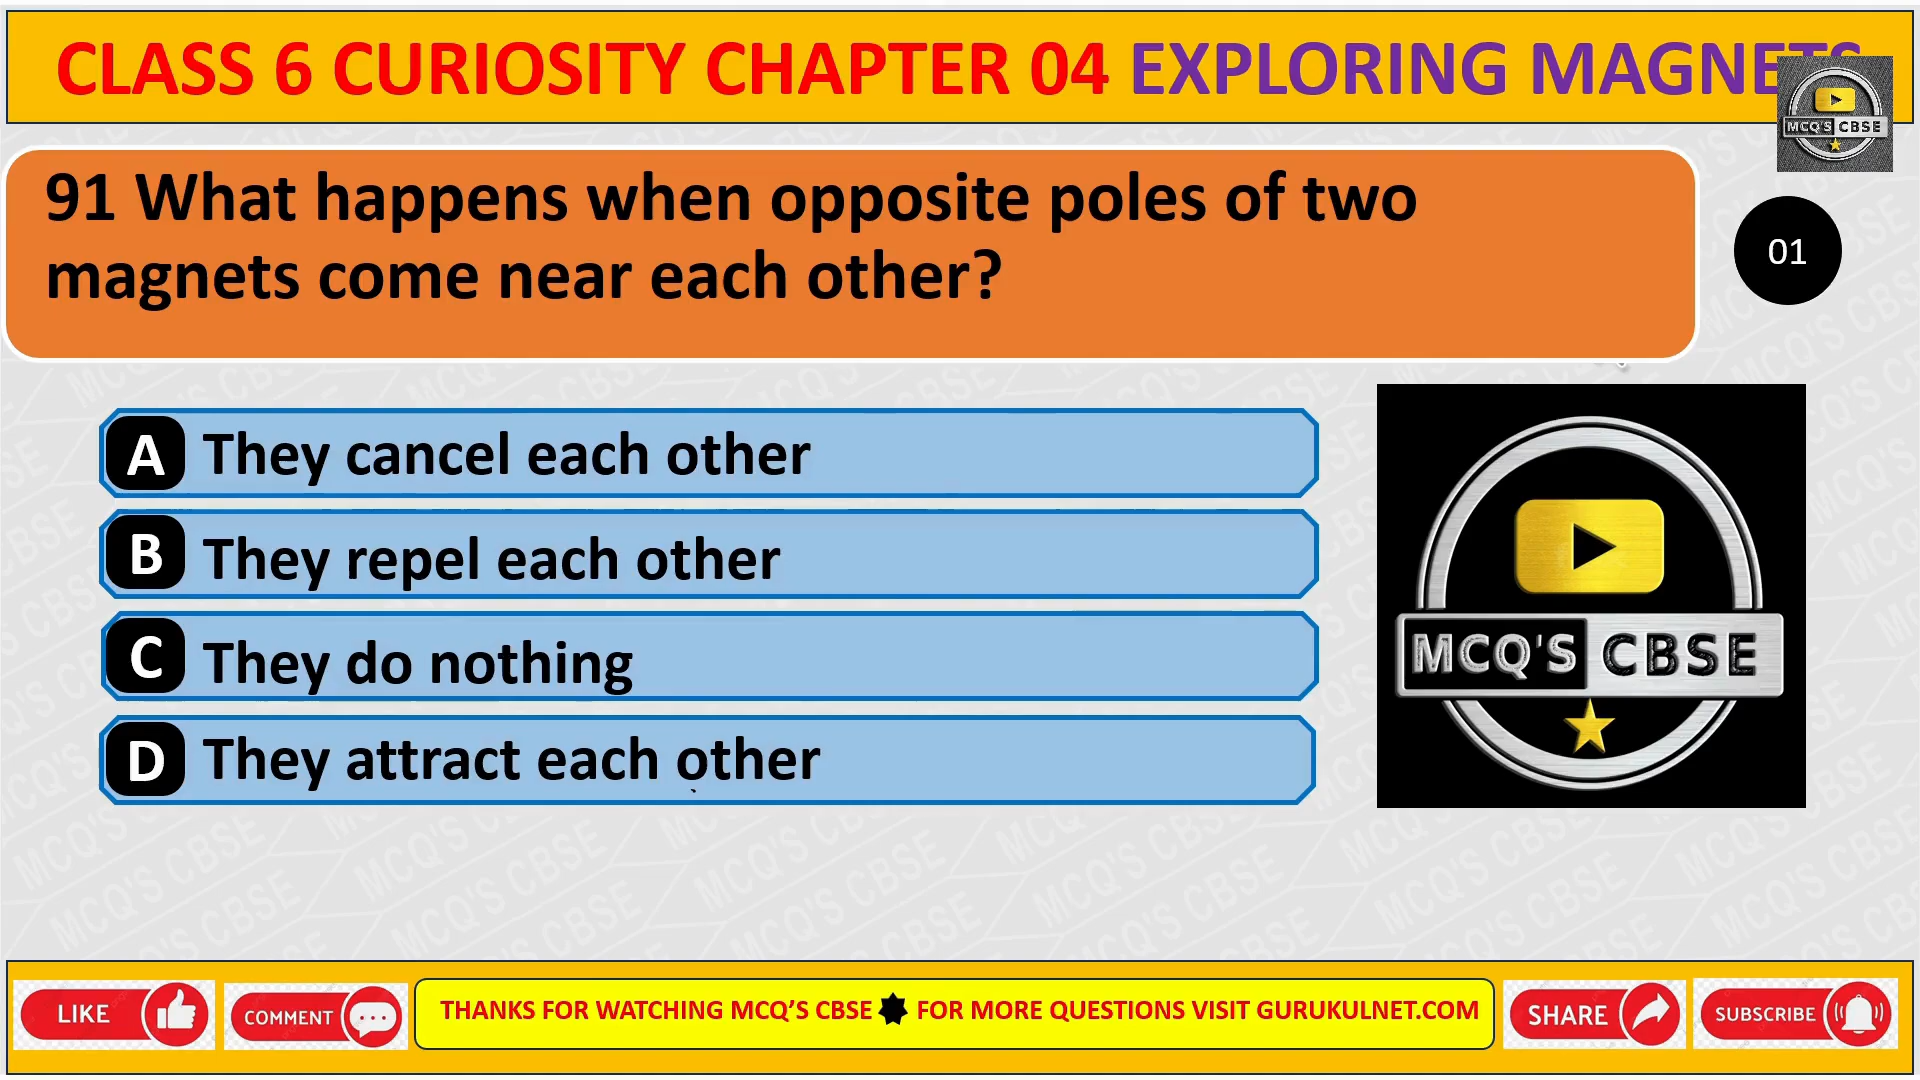 CLASS 6 CURIOSITY CHAPTER 04 EXPLORING MAGNETS
MCQ'S CBSE
91 What happens when opposite poles of two
magnets come near each other?
01
A They cancel each other
B They repel each other
C They do nothing
D They attract each other
MCQ'S CBSE
LIKE
COMMENT
THANKS FOR WATCHING MCQ’S CBSE FOR MORE QUESTIONS VISIT GURUKULNET.COM
SHARE
SUBSCRIBE